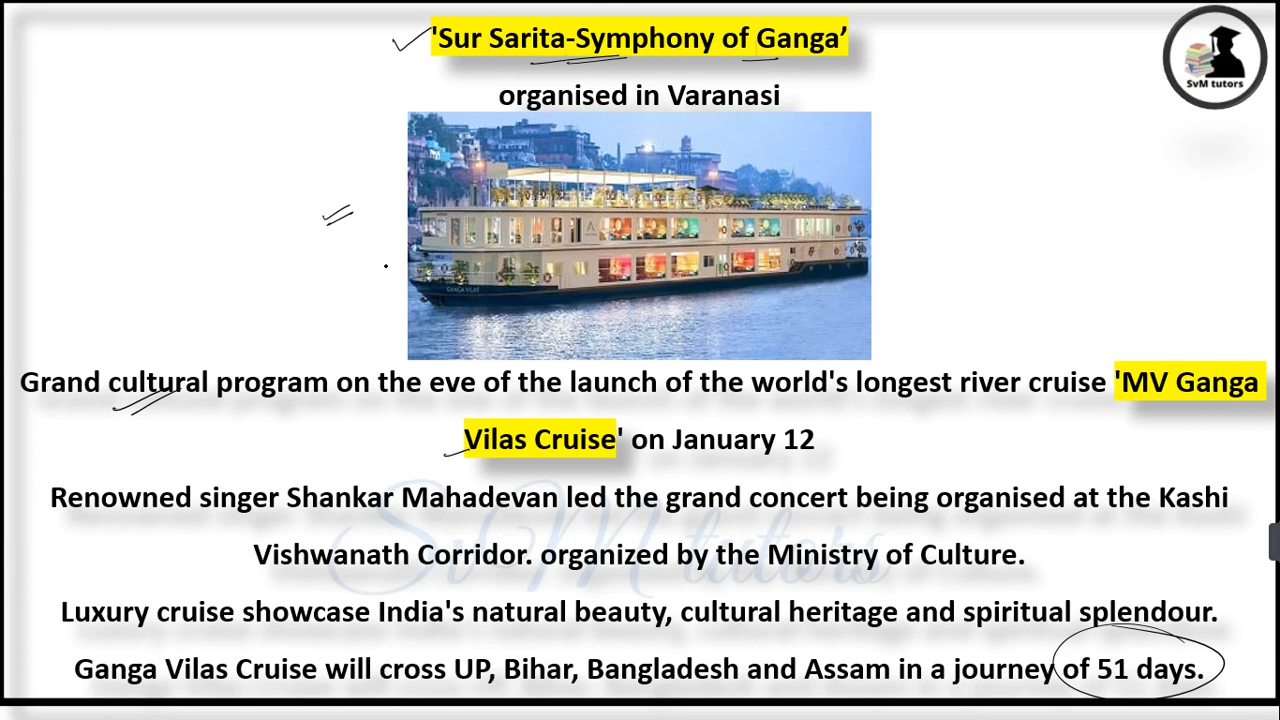 'Sur Sarita-Symphony of Ganga’
SvM tutors
organised in Varanasi
GANGA VILAS
Grand cultural program on the eve of the launch of the world's longest river cruise 'MV Ganga
Vilas Cruise' on January 12
Renowned singer Shankar Mahadevan led the grand concert being organised at the Kashi
Vishwanath Corridor. organized by the Ministry of Culture.
SvM tutors
Luxury cruise showcase India's natural beauty, cultural heritage and spiritual splendour.
Ganga Vilas Cruise will cross UP, Bihar, Bangladesh and Assam in a journey of 51 days.